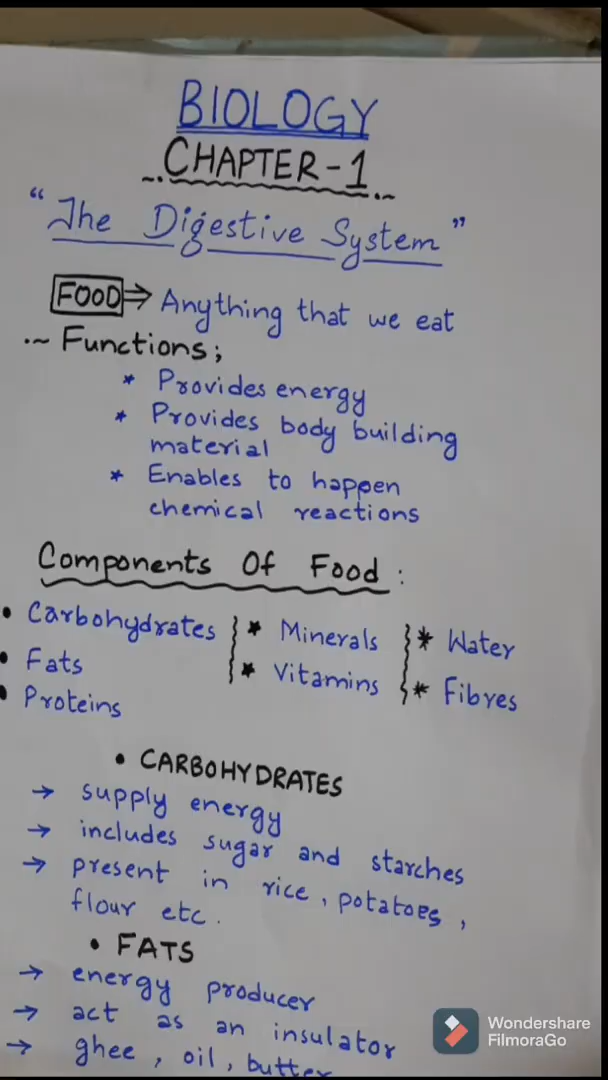 BIOLOGY
CHAPTER-1
"The Digestive System"
FOOD ⇒ Anything that we eat
Functions;
* Provides energy
* Provides body building
material
* Enables to happen
chemical reactions
Components Of Food :
• Carbohydrates * Minerals * Water
• Fats * Vitamins * Fibres
• Proteins
• CARBOHYDRATES
→ supply energy
→ includes sugar and starches
→ present in rice, potatoes,
flour etc.
• FATS
→ energy producer
→ act as an insulator
→ ghee, oil, butter
Wondershare
FilmoraGo